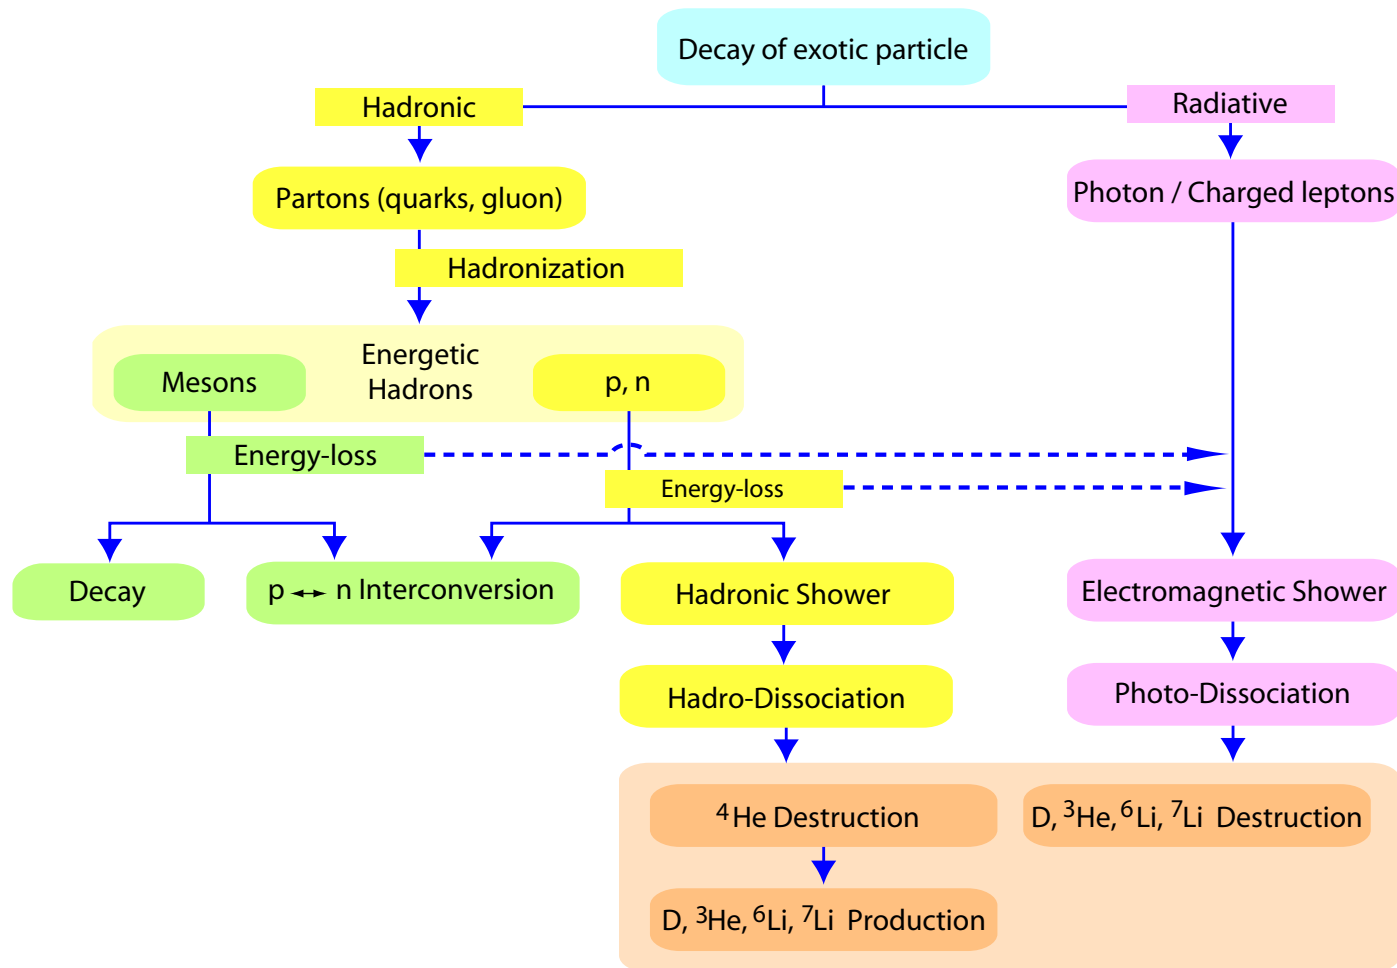 Decay of exotic particle
Hadronic
Radiative
Partons (quarks, gluon)
Photon / Charged leptons
Hadronization
Energetic
Hadrons
Mesons
p, n
Energy-loss
Energy-loss
Decay
p ↔ n Interconversion
Hadronic Shower
Electromagnetic Shower
Hadro-Dissociation
Photo-Dissociation
⁴He Destruction
D, ³He, ⁶Li, ⁷Li Destruction
D, ³He, ⁶Li, ⁷Li Production